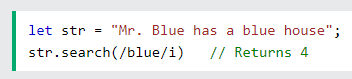 let str = "Mr. Blue has a blue house";
str.search(/blue/i)   // Returns 4